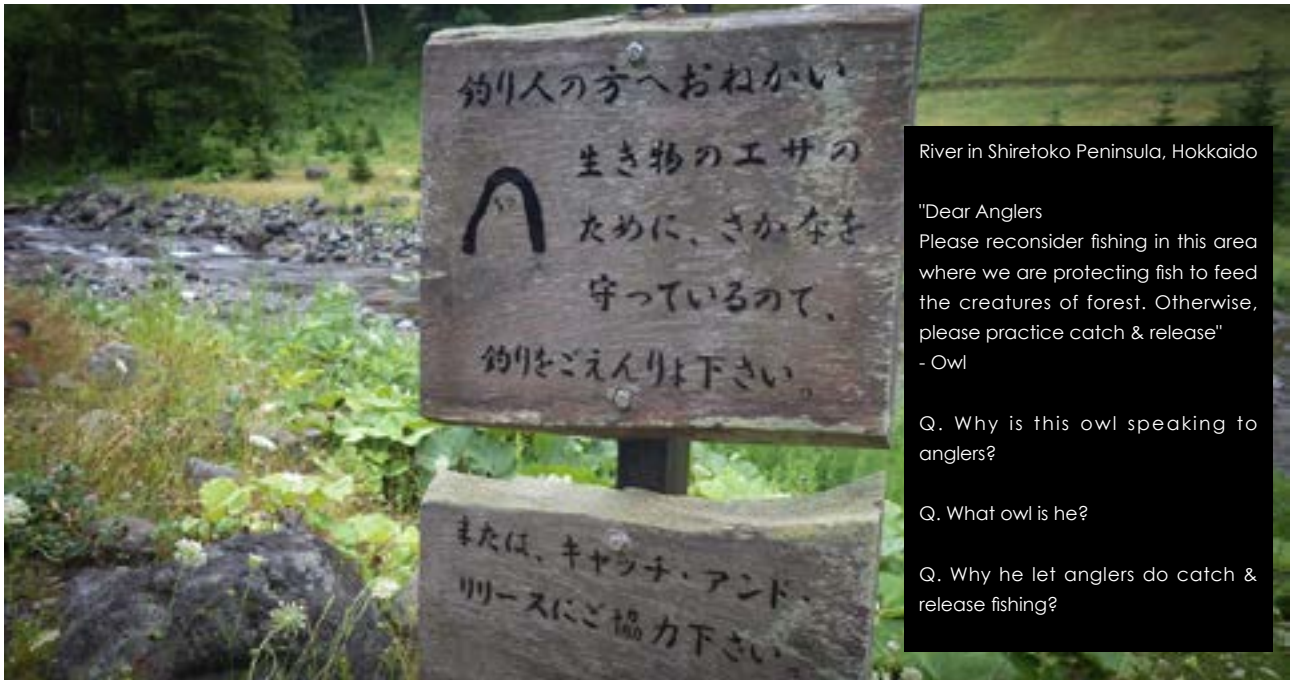 釣り人の方へおねがい
生き物のエサの
ために、さかなを
守っているので、
釣りをごえんりょ下さい。
または、キャッチ・アンド・
リリースにご協力下さい。
River in Shiretoko Peninsula, Hokkaido
"Dear Anglers
Please reconsider fishing in this area
where we are protecting fish to feed
the creatures of forest. Otherwise,
please practice catch & release"
- Owl
Q. Why is this owl speaking to
anglers?
Q. What owl is he?
Q. Why he let anglers do catch &
release fishing?